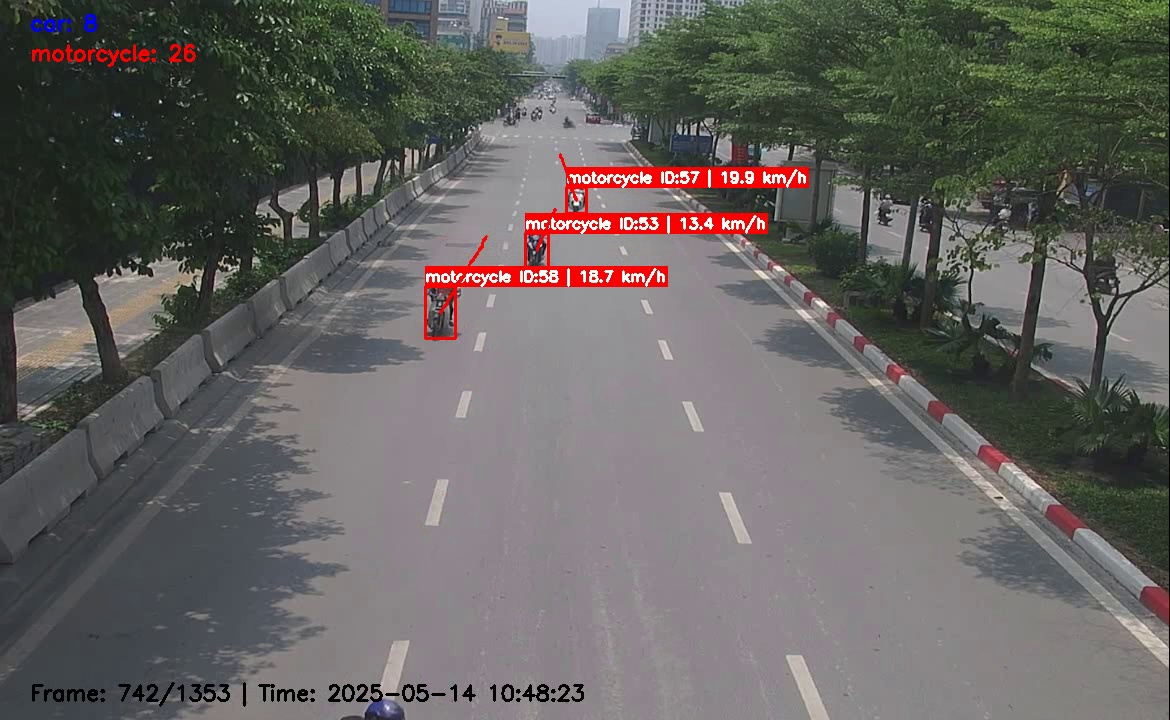 car: 8
motorcycle: 26
motorcycle ID:57 | 19.9 km/h
motorcycle ID:53 | 13.4 km/h
motorcycle ID:58 | 18.7 km/h
Frame: 742/1353 | Time: 2025-05-14 10:48:23